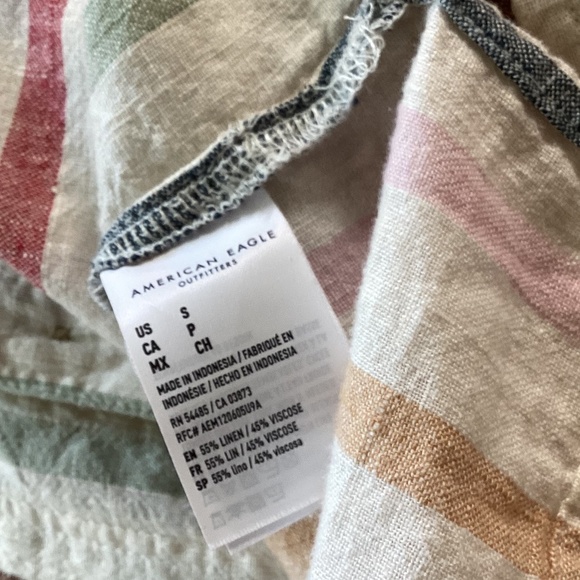 AMERICAN EAGLE
OUTFITTERS
US S
CA P
MX CH
MADE IN INDONESIA / FABRIQUÉ EN
INDONÉSIE / HECHO EN INDONESIA
RN 54485 / CA 03873
RFC# AEM120605U9A
EN 55% LINEN / 45% VISCOSE
FR 55% LIN / 45% VISCOSE
SP 55% lino / 45% viscosa